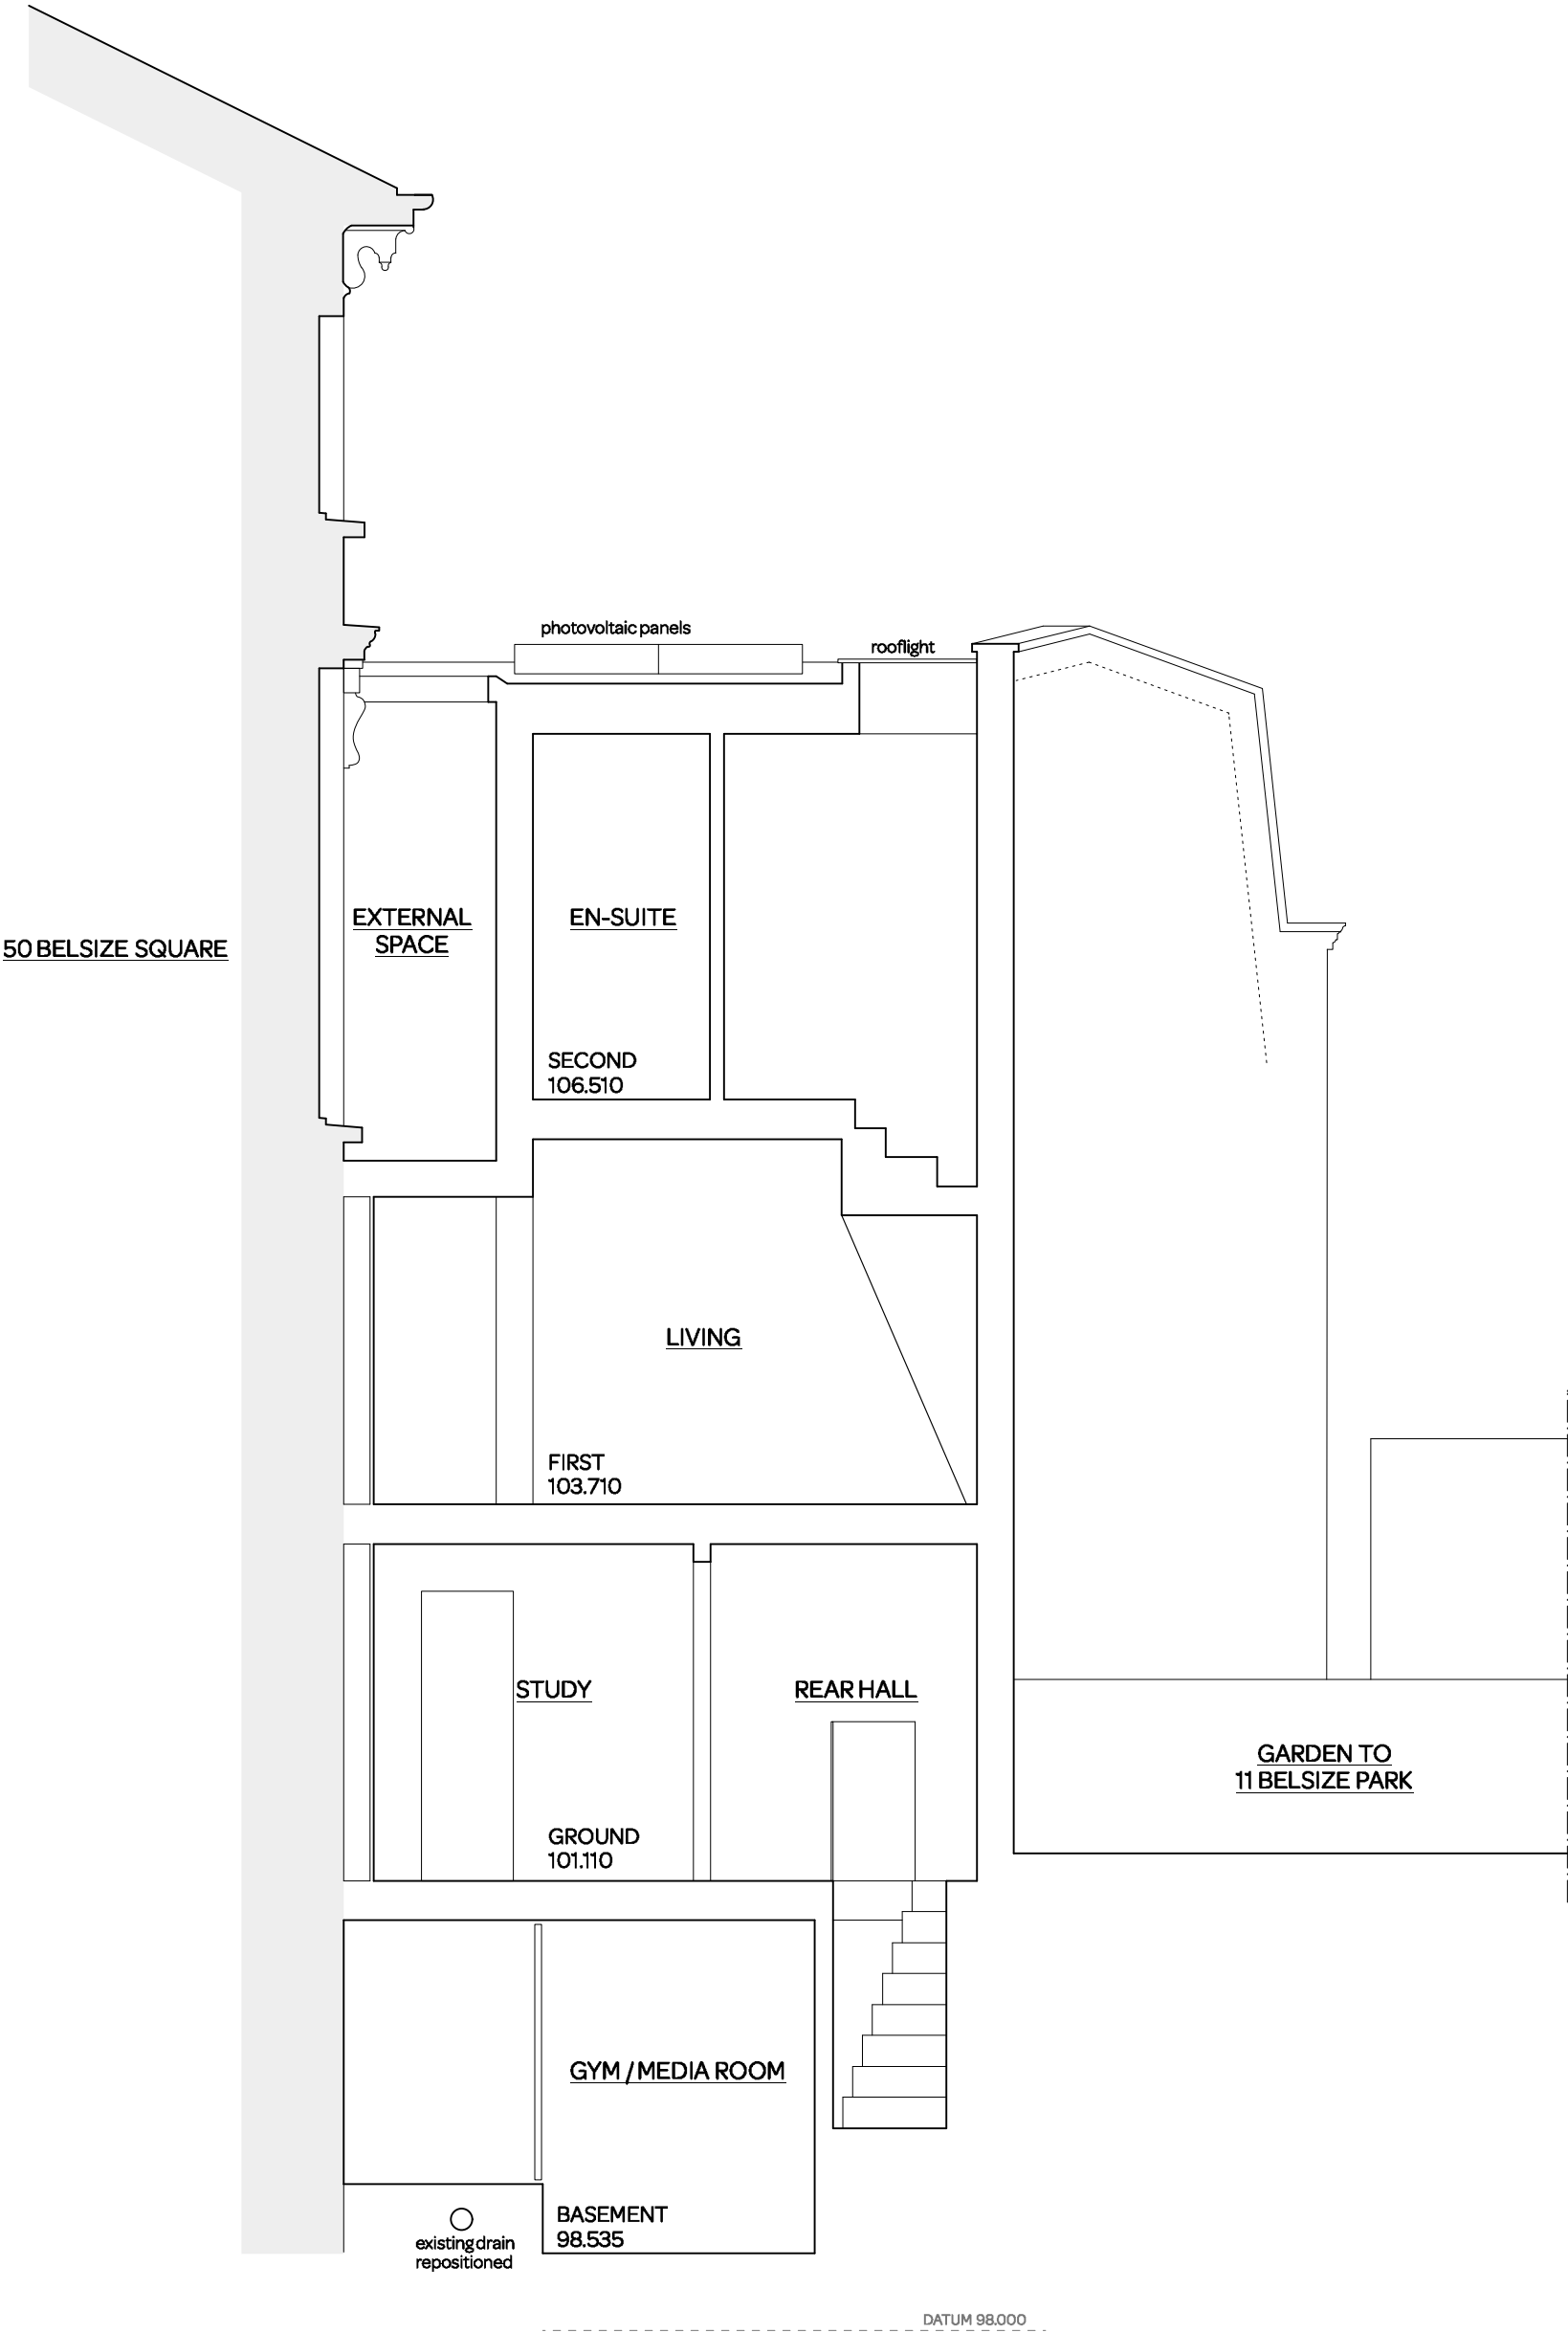 photovoltaic panels
rooflight
EXTERNAL
SPACE
EN-SUITE
50 BELSIZE SQUARE
SECOND
106.510
LIVING
FIRST
103.710
STUDY
REAR HALL
GARDEN TO
11 BELSIZE PARK
GROUND
101.110
GYM / MEDIA ROOM
BASEMENT
98.535
existing drain
repositioned
DATUM 98.000